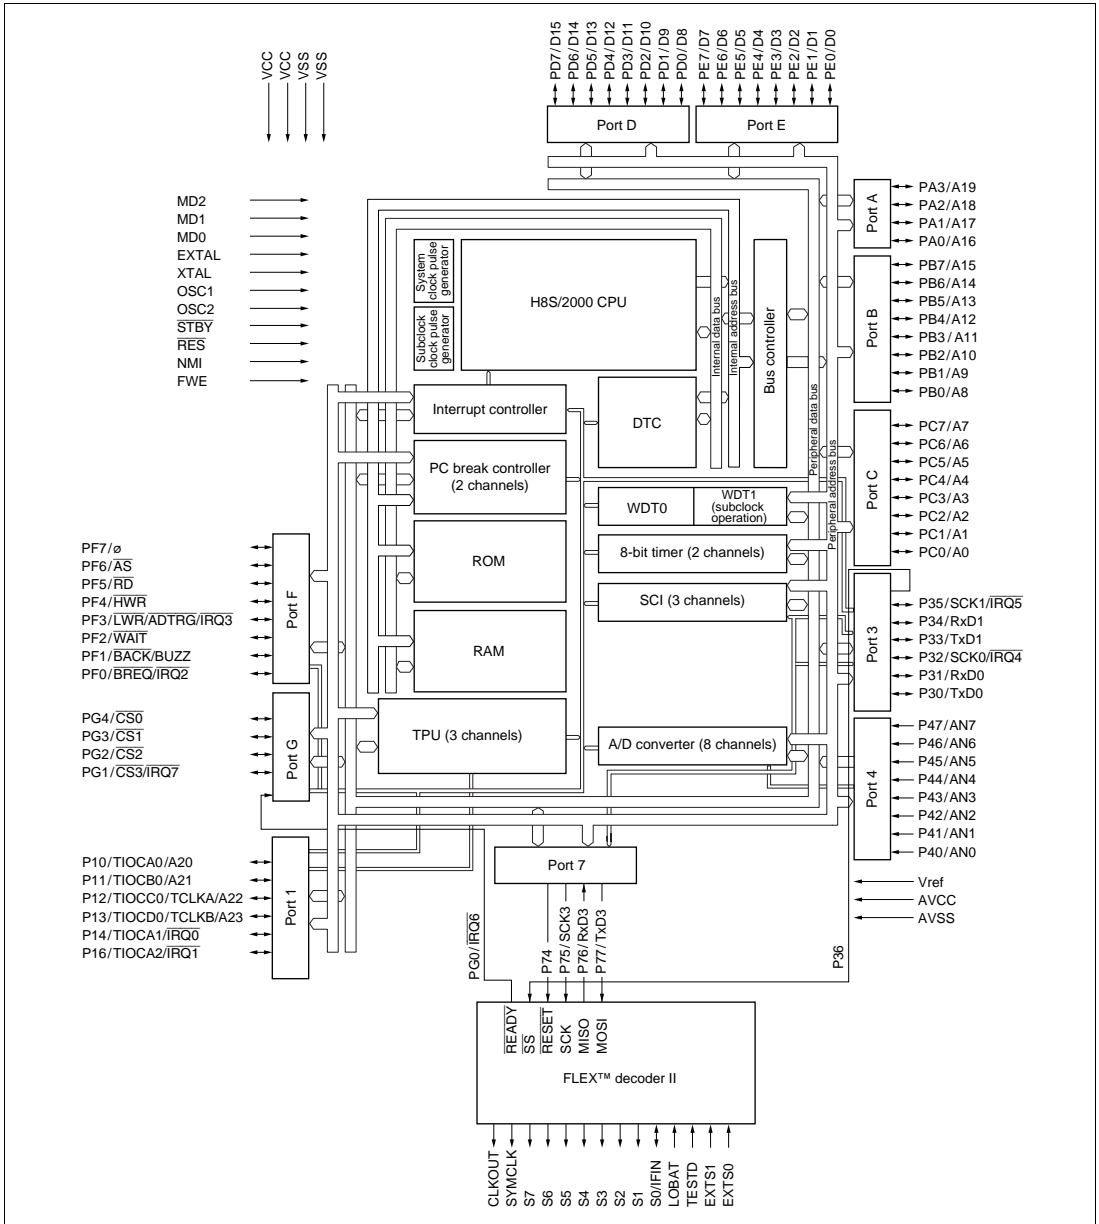 VCC
VCC
VSS
VSS
PD7/D15
PD6/D14
PD5/D13
PD4/D12
PD3/D11
PD2/D10
PD1/D9
PD0/D8
PE7/D7
PE6/D6
PE5/D5
PE4/D4
PE3/D3
PE2/D2
PE1/D1
PE0/D0
Port D
Port E
MD2
MD1
MD0
EXTAL
XTAL
OSC1
OSC2
STBY
RES
NMI
FWE
System
clock pulse
generator
Subclock
clock pulse
generator
H8S/2000 CPU
Internal data bus
Internal address bus
Bus controller
Peripheral data bus
Peripheral address bus
Port A
PA3/A19
PA2/A18
PA1/A17
PA0/A16
Port B
PB7/A15
PB6/A14
PB5/A13
PB4/A12
PB3/A11
PB2/A10
PB1/A9
PB0/A8
Interrupt controller
DTC
PC break controller
(2 channels)
WDT0
WDT1
(subclock
operation)
Port C
PC7/A7
PC6/A6
PC5/A5
PC4/A4
PC3/A3
PC2/A2
PC1/A1
PC0/A0
ROM
8-bit timer (2 channels)
SCI (3 channels)
RAM
PF7/ø
PF6/AS
PF5/RD
PF4/HWR
PF3/LWR/ADTRG/IRQ3
PF2/WAIT
PF1/BACK/BUZZ
PF0/BREQ/IRQ2
Port F
Port 3
P35/SCK1/IRQ5
P34/RxD1
P33/TxD1
P32/SCK0/IRQ4
P31/RxD0
P30/TxD0
PG4/CS0
PG3/CS1
PG2/CS2
PG1/CS3/IRQ7
Port G
TPU (3 channels)
A/D converter (8 channels)
Port 4
P47/AN7
P46/AN6
P45/AN5
P44/AN4
P43/AN3
P42/AN2
P41/AN1
P40/AN0
P10/TIOCA0/A20
P11/TIOCB0/A21
P12/TIOCC0/TCLKA/A22
P13/TIOCD0/TCLKB/A23
P14/TIOCA1/IRQ0
P16/TIOCA2/IRQ1
Port 1
Port 7
Vref
AVCC
AVSS
PG0/IRQ6
P74
P75/SCK3
P76/RxD3
P77/TxD3
P36
READY
SS
RESET
SCK
MISO
MOSI
FLEX™ decoder II
CLKOUT
SYMCLK
S7
S6
S5
S4
S3
S2
S1
S0/IFIN
LOBAT
TESTD
EXTS1
EXTS0